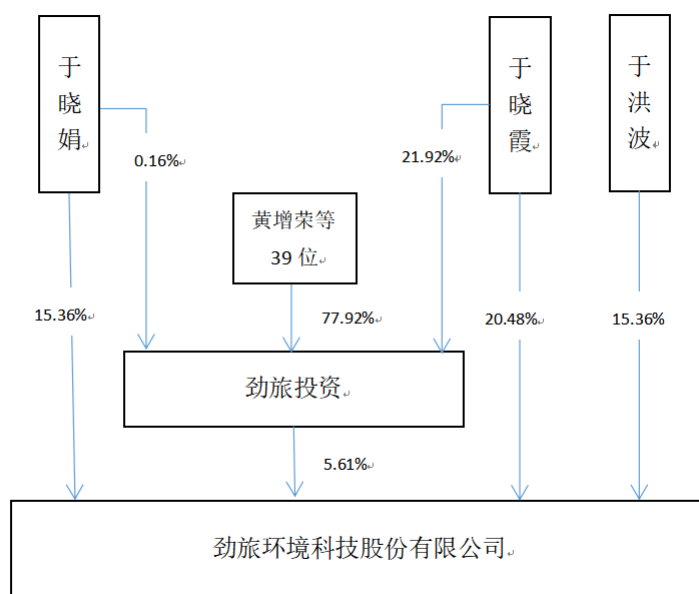 于晓娟
于晓霞
于洪波
0.16%
21.92%
黄增荣等
39 位
15.36%
77.92%
20.48%
15.36%
劲旅投资
5.61%
劲旅环境科技股份有限公司